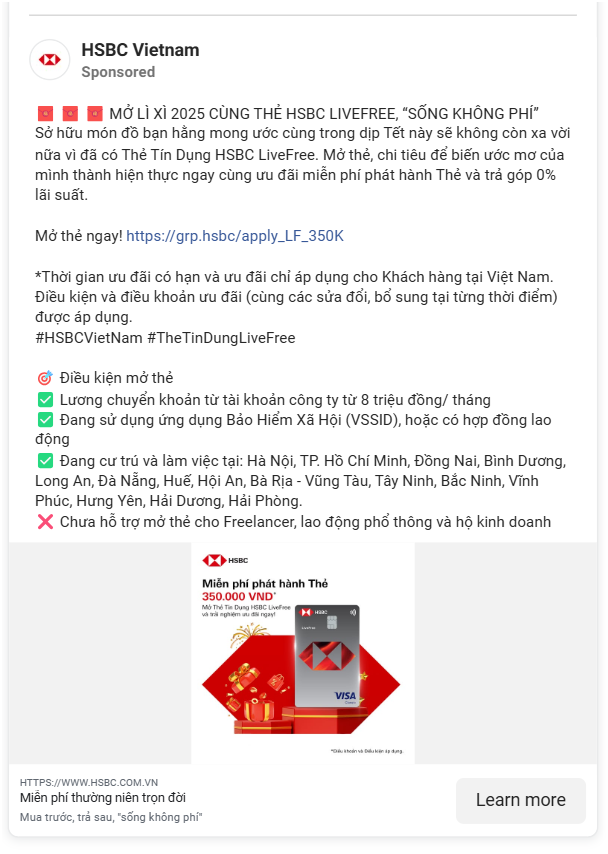 HSBC Vietnam
Sponsored
🧧 🧧 🧧 MỞ LÌ XÌ 2025 CÙNG THẺ HSBC LIVEFREE, “SỐNG KHÔNG PHÍ”
Sở hữu món đồ bạn hằng mong ước cùng trong dịp Tết này sẽ không còn xa vời
nữa vì đã có Thẻ Tín Dụng HSBC LiveFree. Mở thẻ, chi tiêu để biến ước mơ của
mình thành hiện thực ngay cùng ưu đãi miễn phí phát hành Thẻ và trả góp 0%
lãi suất.
Mở thẻ ngay! https://grp.hsbc/apply_LF_350K
*Thời gian ưu đãi có hạn và ưu đãi chỉ áp dụng cho Khách hàng tại Việt Nam.
Điều kiện và điều khoản ưu đãi (cùng các sửa đổi, bổ sung tại từng thời điểm)
được áp dụng.
#HSBCVietNam #TheTinDungLiveFree
🎯 Điều kiện mở thẻ
✅ Lương chuyển khoản từ tài khoản công ty từ 8 triệu đồng/ tháng
✅ Đang sử dụng ứng dụng Bảo Hiểm Xã Hội (VSSID), hoặc có hợp đồng lao
động
✅ Đang cư trú và làm việc tại: Hà Nội, TP. Hồ Chí Minh, Đồng Nai, Bình Dương,
Long An, Đà Nẵng, Huế, Hội An, Bà Rịa - Vũng Tàu, Tây Ninh, Bắc Ninh, Vĩnh
Phúc, Hưng Yên, Hải Dương, Hải Phòng.
❌ Chưa hỗ trợ mở thẻ cho Freelancer, lao động phổ thông và hộ kinh doanh
HSBC
Miễn phí phát hành Thẻ
350.000 VND*
Mở Thẻ Tín Dụng HSBC LiveFree
và trải nghiệm ưu đãi ngay!
HSBC
LiveFree
VISA
Classic
*Điều khoản và Điều kiện áp dụng.
HTTPS://WWW.HSBC.COM.VN
Miễn phí thường niên trọn đời
Mua trước, trả sau, "sống không phí"
Learn more